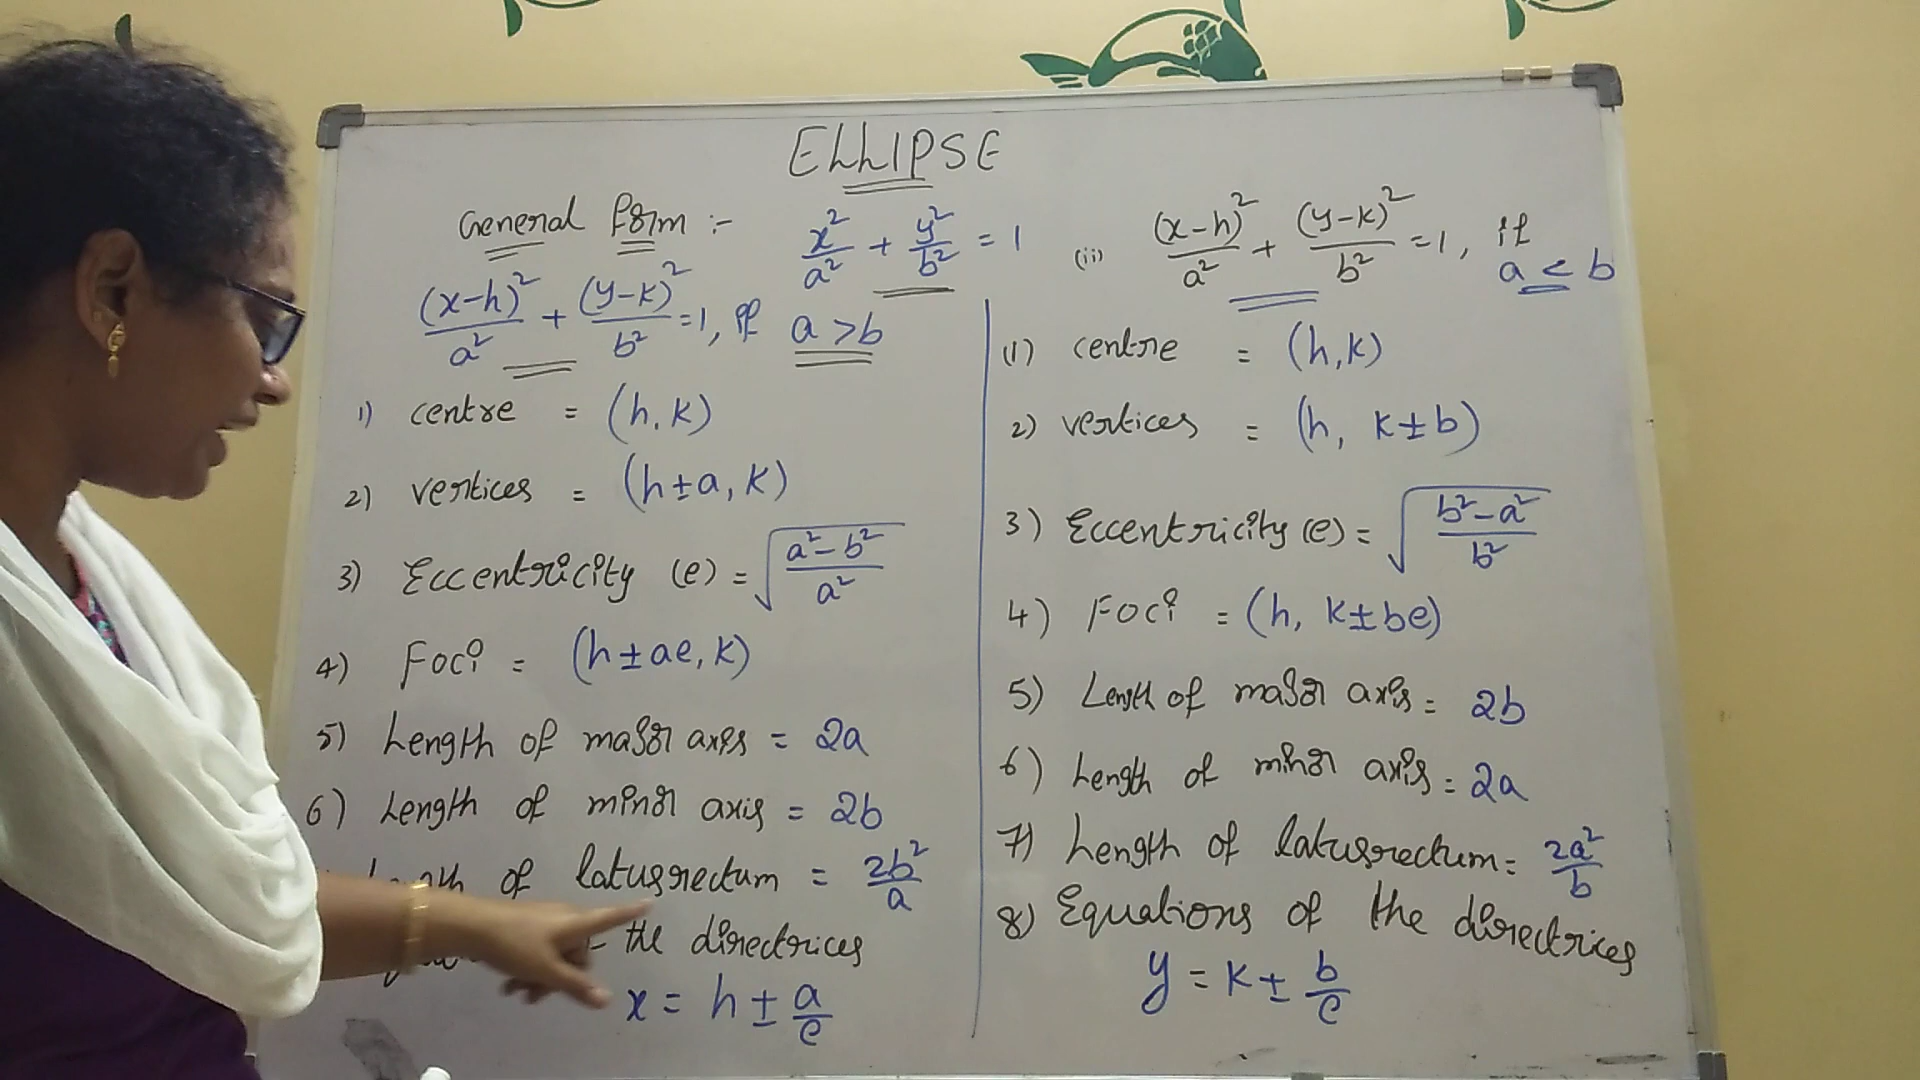 ELLIPSE
General form :- x²/a² + y²/b² = 1
(x-h)²/a² + (y-k)²/b² = 1, if a > b
1) centre = (h, k)
2) vertices = (h±a, k)
3) Eccentricity (e) = √((a²-b²)/a²)
4) Foci = (h±ae, k)
5) Length of major axis = 2a
6) Length of minor axis = 2b
of latusrectum = 2b²/a
the directrices
x = h ± a/e
(ii) (x-h)²/a² + (y-k)²/b² = 1, if
a < b
(1) centre = (h,k)
2) vertices = (h, k±b)
3) Eccentricity (e) = √((b²-a²)/b²)
4) Foci = (h, k±be)
5) Length of major axis = 2b
6) Length of minor axis = 2a
7) Length of latusrectum = 2a²/b
8) Equations of the directrices
y = k ± b/e